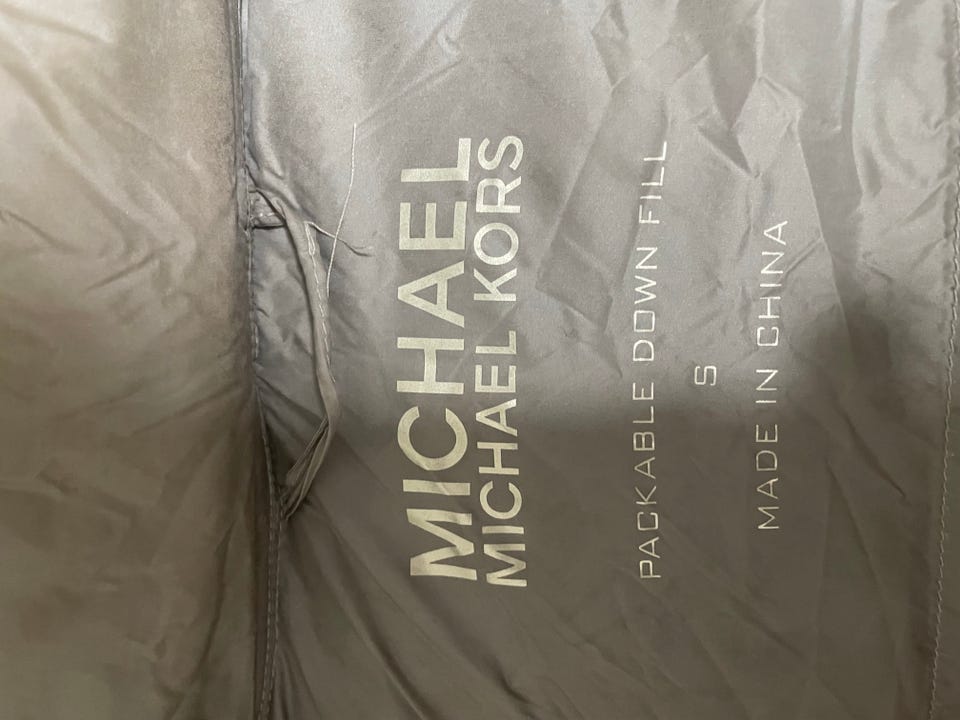 MICHAEL
MICHAEL KORS
PACKABLE DOWN FILL
S
MADE IN CHINA